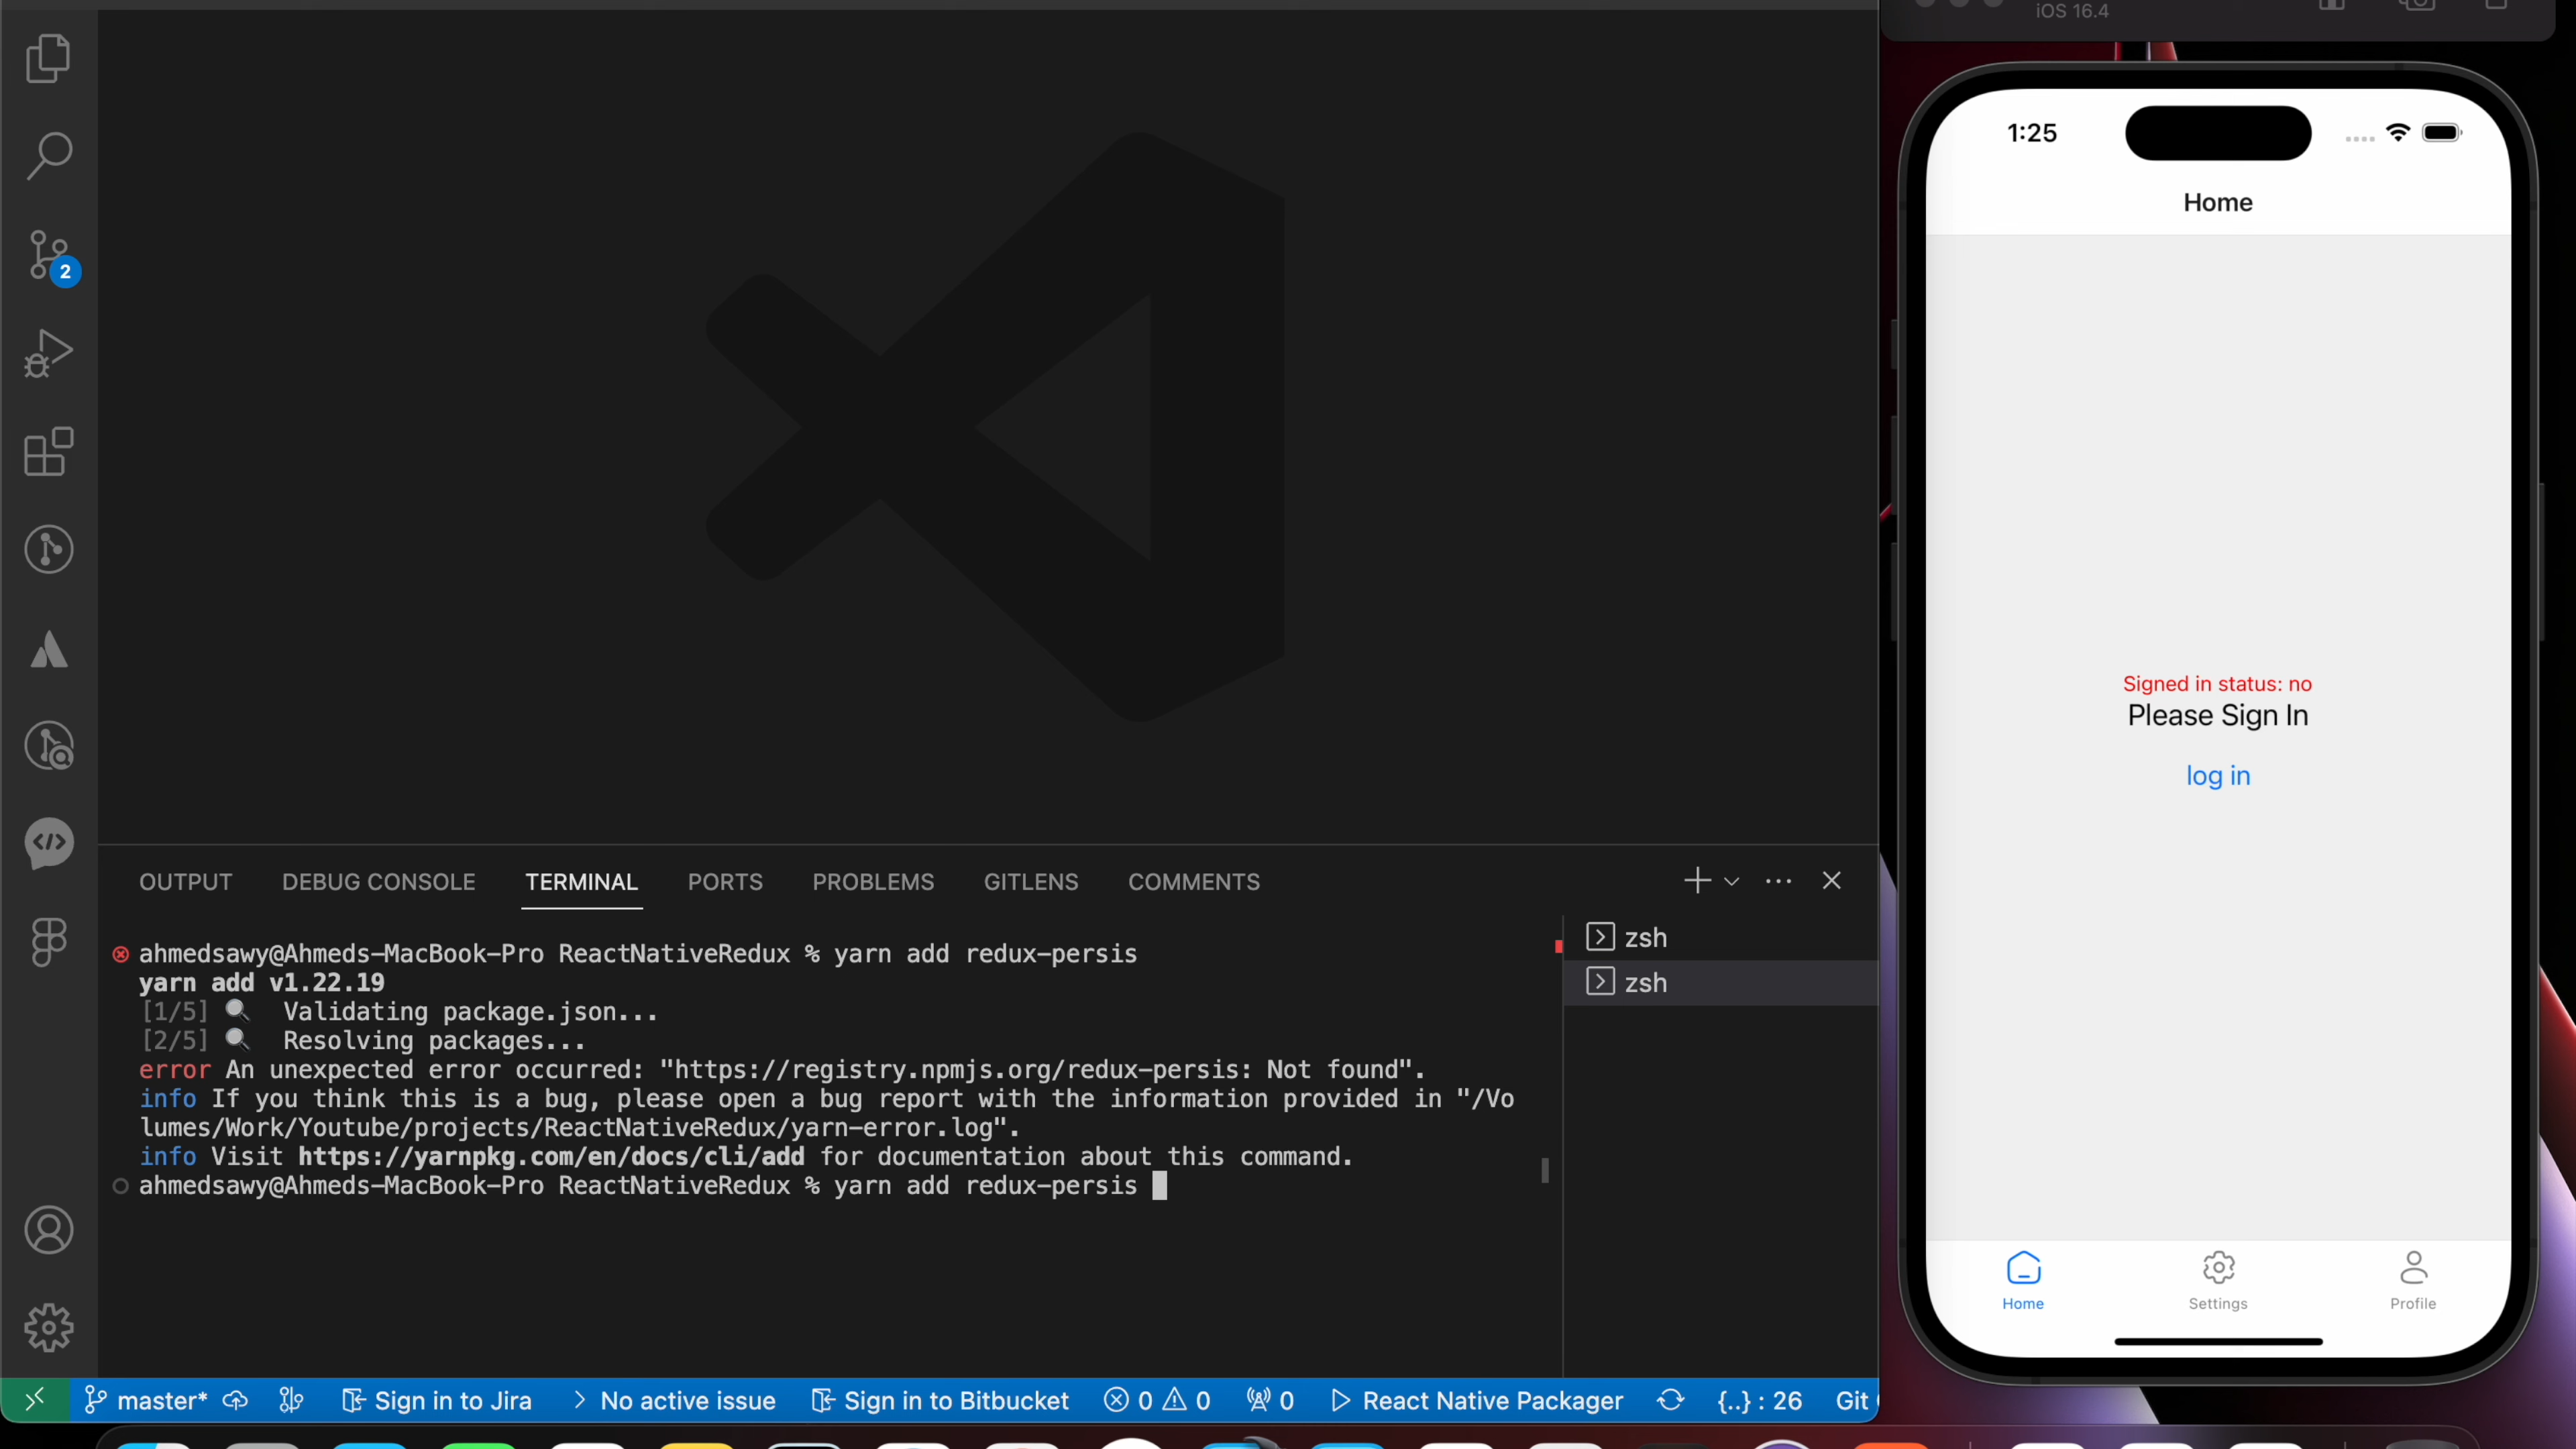 iOS 16.4
1:25
Home
2
Signed in status: no
Please Sign In
log in
OUTPUT DEBUG CONSOLE TERMINAL PORTS PROBLEMS GITLENS COMMENTS
zsh
zsh
ahmedsawy@Ahmeds-MacBook-Pro ReactNativeRedux % yarn add redux-persis
yarn add v1.22.19
[1/5] 🔍 Validating package.json...
[2/5] 🔍 Resolving packages...
error An unexpected error occurred: "https://registry.npmjs.org/redux-persis: Not found".
info If you think this is a bug, please open a bug report with the information provided in "/Vo
lumes/Work/Youtube/projects/ReactNativeRedux/yarn-error.log".
info Visit https://yarnpkg.com/en/docs/cli/add for documentation about this command.
ahmedsawy@Ahmeds-MacBook-Pro ReactNativeRedux % yarn add redux-persis
Home Settings Profile
master* Sign in to Jira No active issue Sign in to Bitbucket 0 0 0 React Native Packager {..} : 26 Git